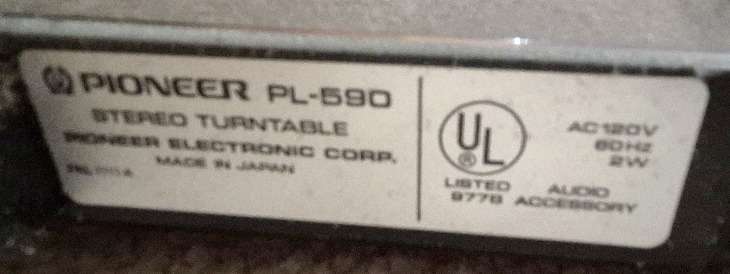 PIONEER PL-590
STEREO TURNTABLE
PIONEER ELECTRONIC CORP.
MADE IN JAPAN
UL
®
LISTED
977B
AUDIO
ACCESSORY
AC120V
60Hz
2W